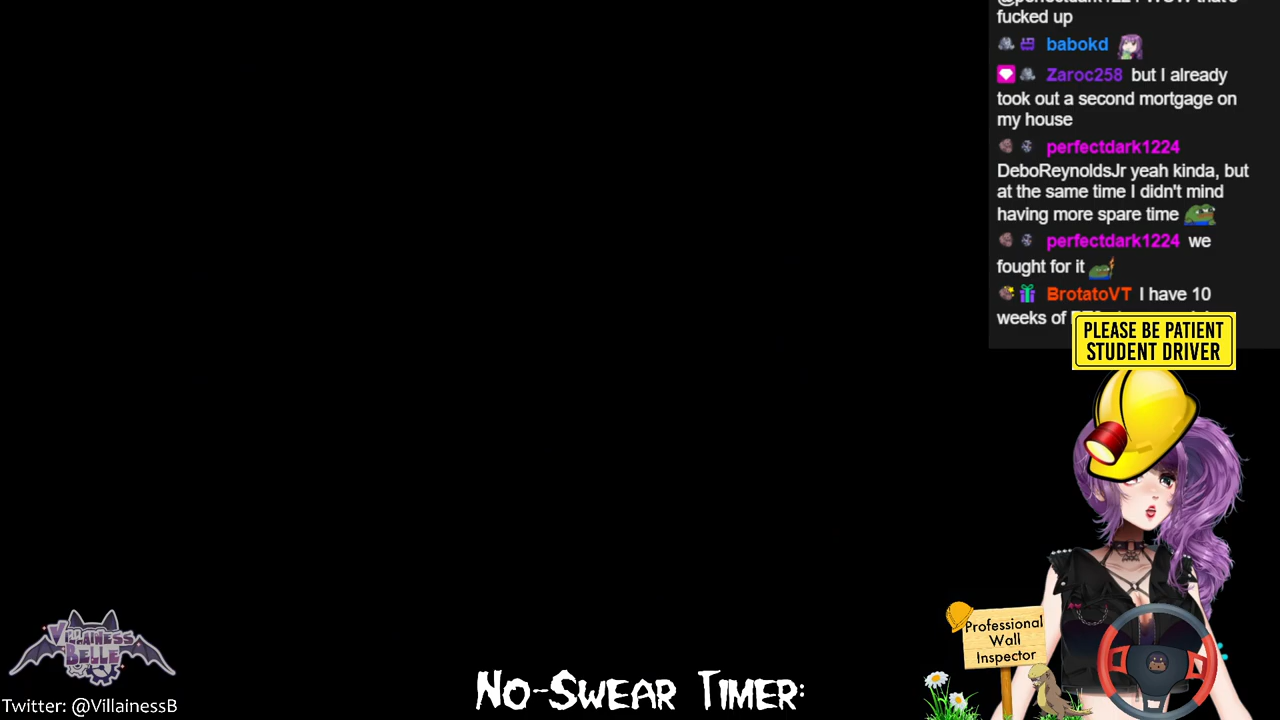 fucked up
babokd
Zaroc258 but I already
took out a second mortgage on
my house
perfectdark1224
DeboReynoldsJr yeah kinda, but
at the same time I didn't mind
having more spare time
perfectdark1224 we
fought for it
BrotatoVT I have 10
weeks of
PLEASE BE PATIENT
STUDENT DRIVER
Professional
Wall
Inspector
VILLAINESS
BELLE
Twitter: @VillainessB
No-Swear Timer: